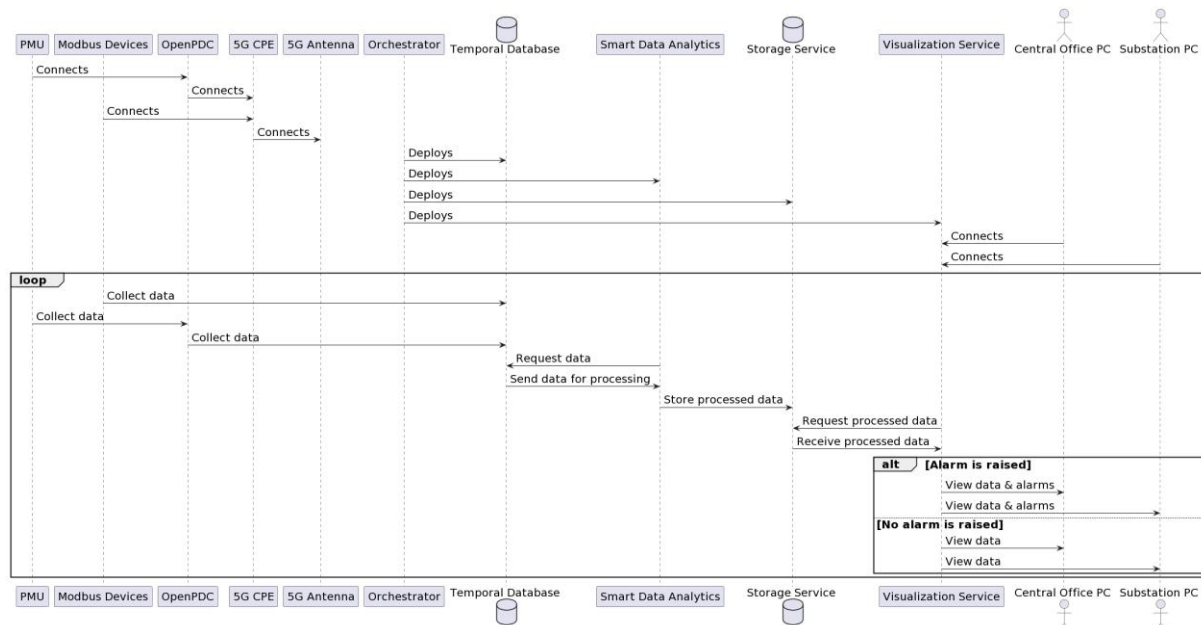 PMU Modbus Devices OpenPDC 5G CPE 5G Antenna Orchestrator Temporal Database Smart Data Analytics Storage Service Visualization Service Central Office PC Substation PC
Connects
Connects
Connects
Connects
Deploys
Deploys
Deploys
Deploys
Connects
Connects
loop
Collect data
Collect data
Collect data
Request data
Send data for processing
Store processed data
Request processed data
Receive processed data
alt [Alarm is raised]
View data & alarms
View data & alarms
[No alarm is raised]
View data
View data
PMU Modbus Devices OpenPDC 5G CPE 5G Antenna Orchestrator Temporal Database Smart Data Analytics Storage Service Visualization Service Central Office PC Substation PC